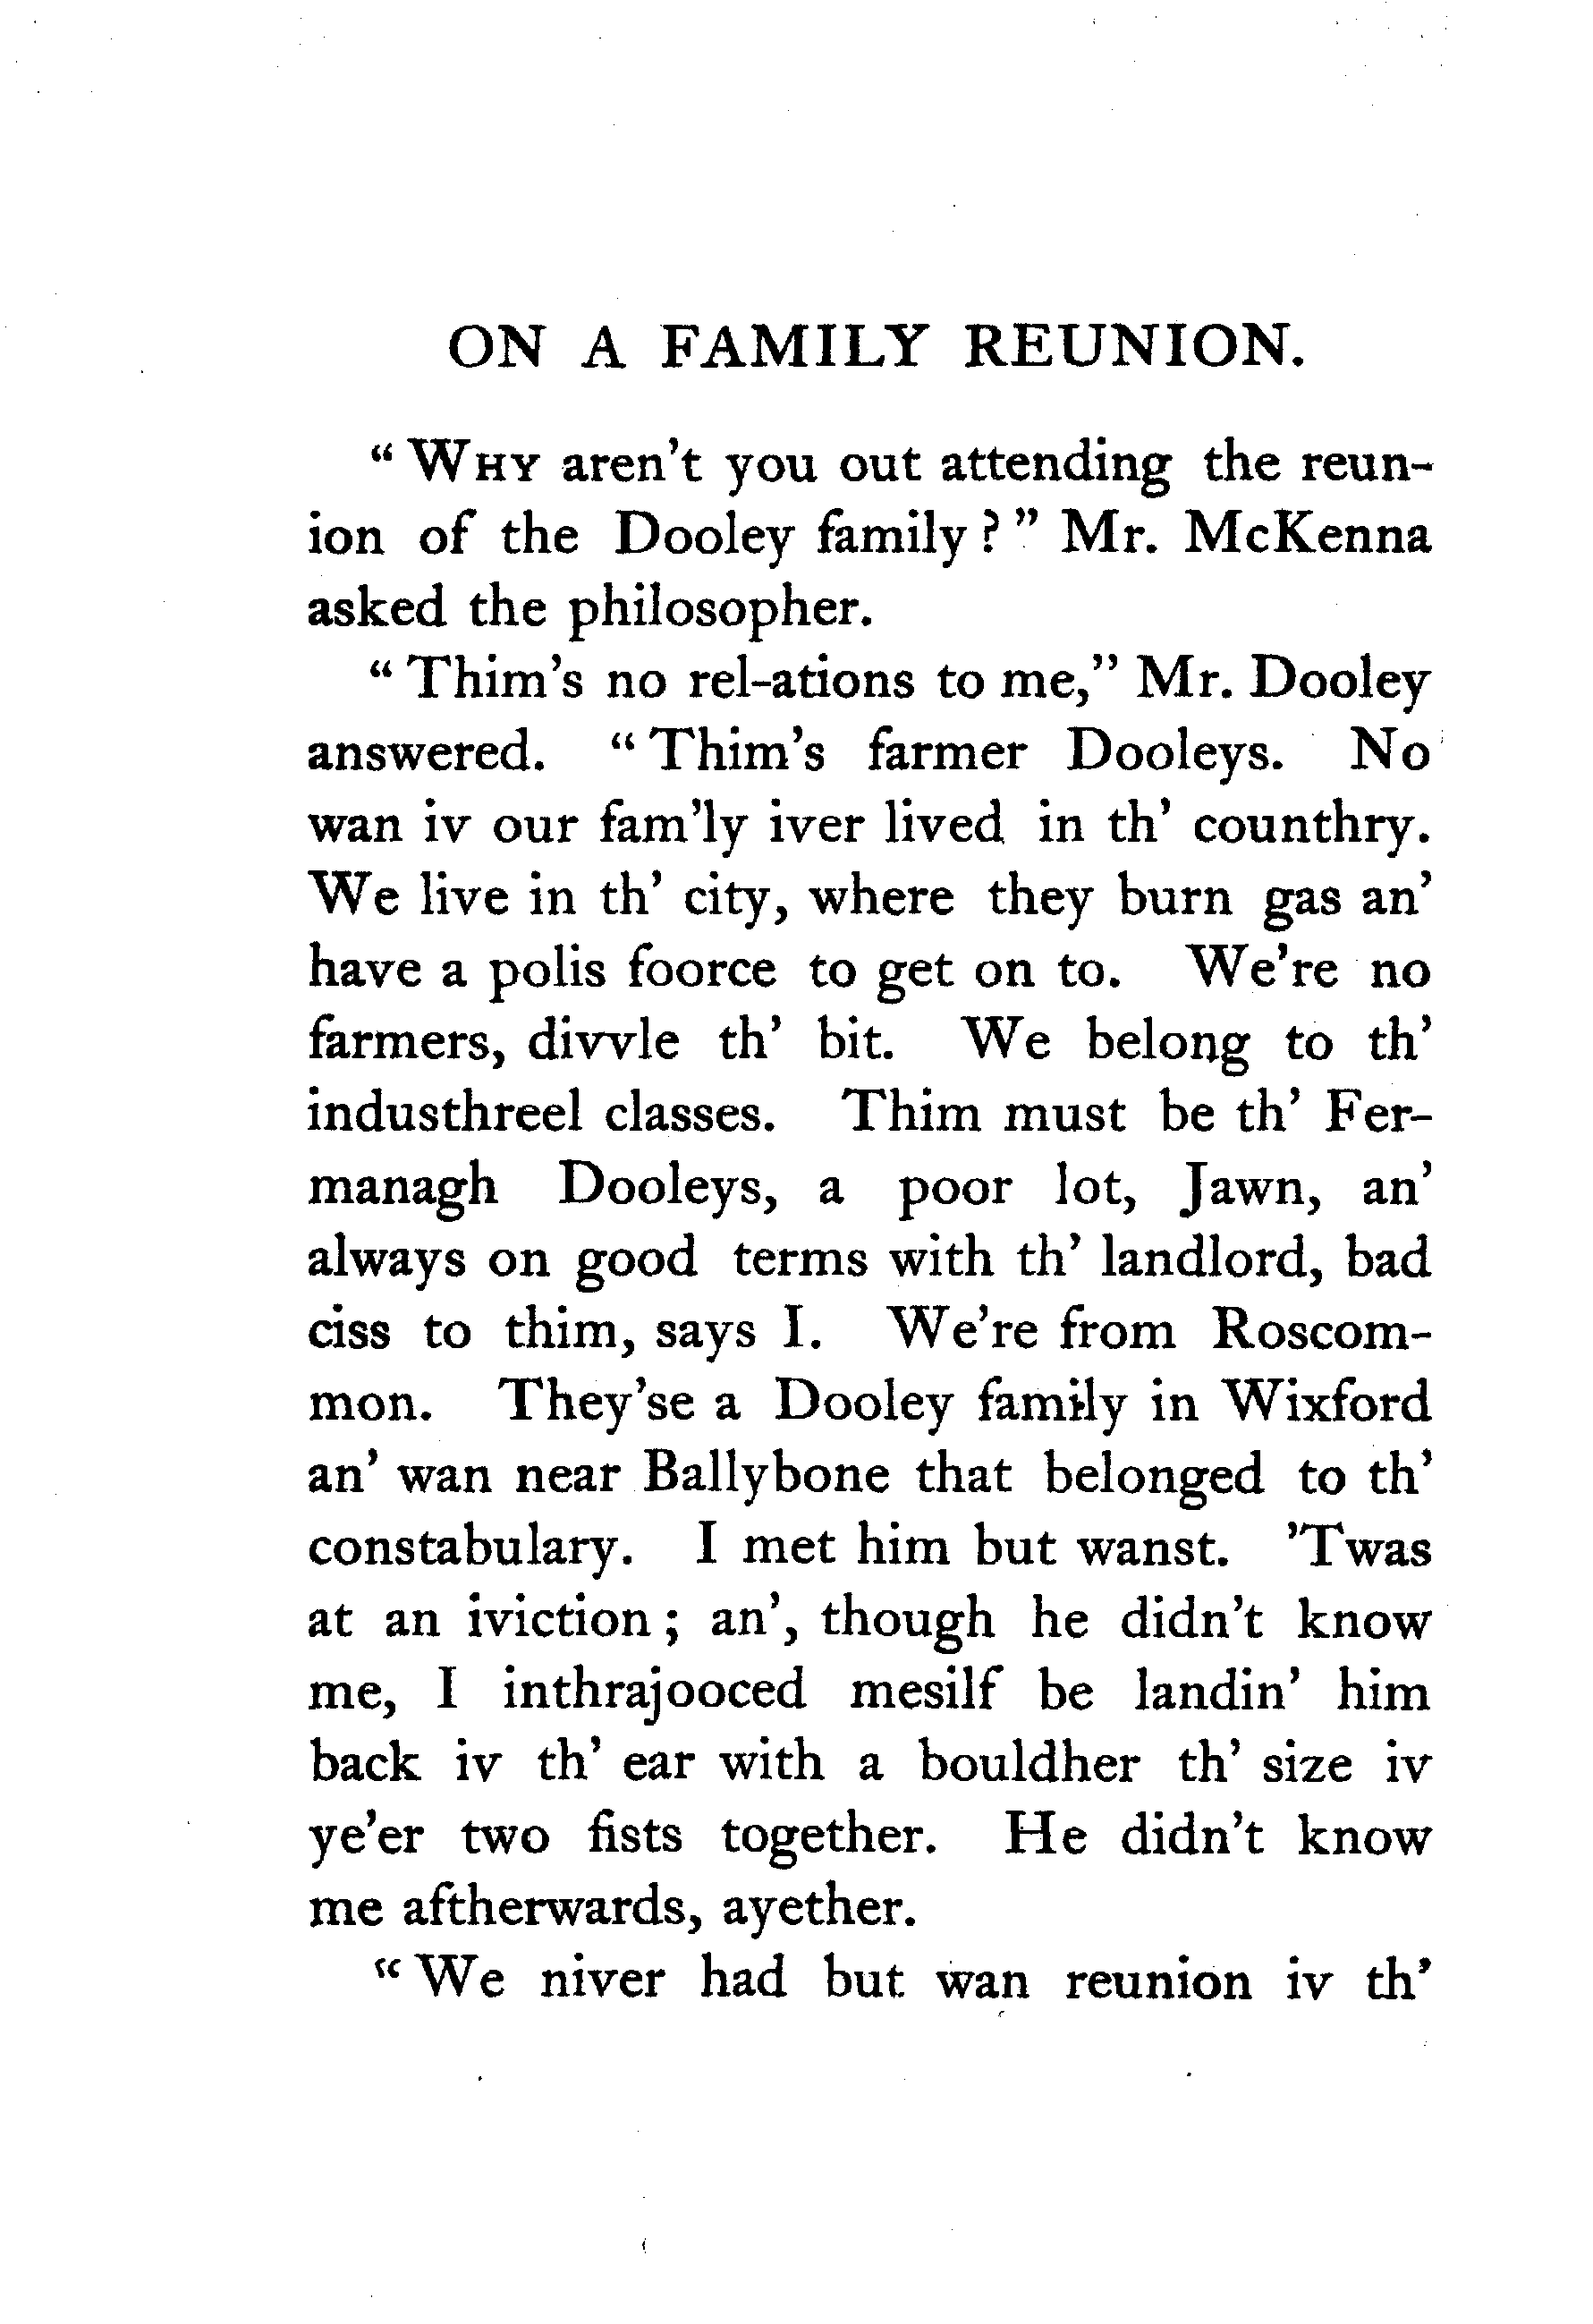 ON A FAMILY REUNION.
“ WHY aren't you out attending the reun-
ion of the Dooley family ? ” Mr. McKenna
asked the philosopher.
“ Thim's no rel-ations to me,” Mr. Dooley
answered. “ Thim's farmer Dooleys. No
wan iv our fam'ly iver lived in th' counthry.
We live in th' city, where they burn gas an'
have a polis foorce to get on to. We're no
farmers, divvle th' bit. We belong to th'
industhreel classes. Thim must be th' Fer-
managh Dooleys, a poor lot, Jawn, an'
always on good terms with th' landlord, bad
ciss to thim, says I. We're from Roscom-
mon. They'se a Dooley family in Wixford
an' wan near Ballybone that belonged to th'
constabulary. I met him but wanst. 'Twas
at an iviction ; an', though he didn't know
me, I inthrajooced mesilf be landin' him
back iv th' ear with a bouldher th' size iv
ye'er two fists together. He didn't know
me aftherwards, ayether.
“ We niver had but wan reunion iv th'